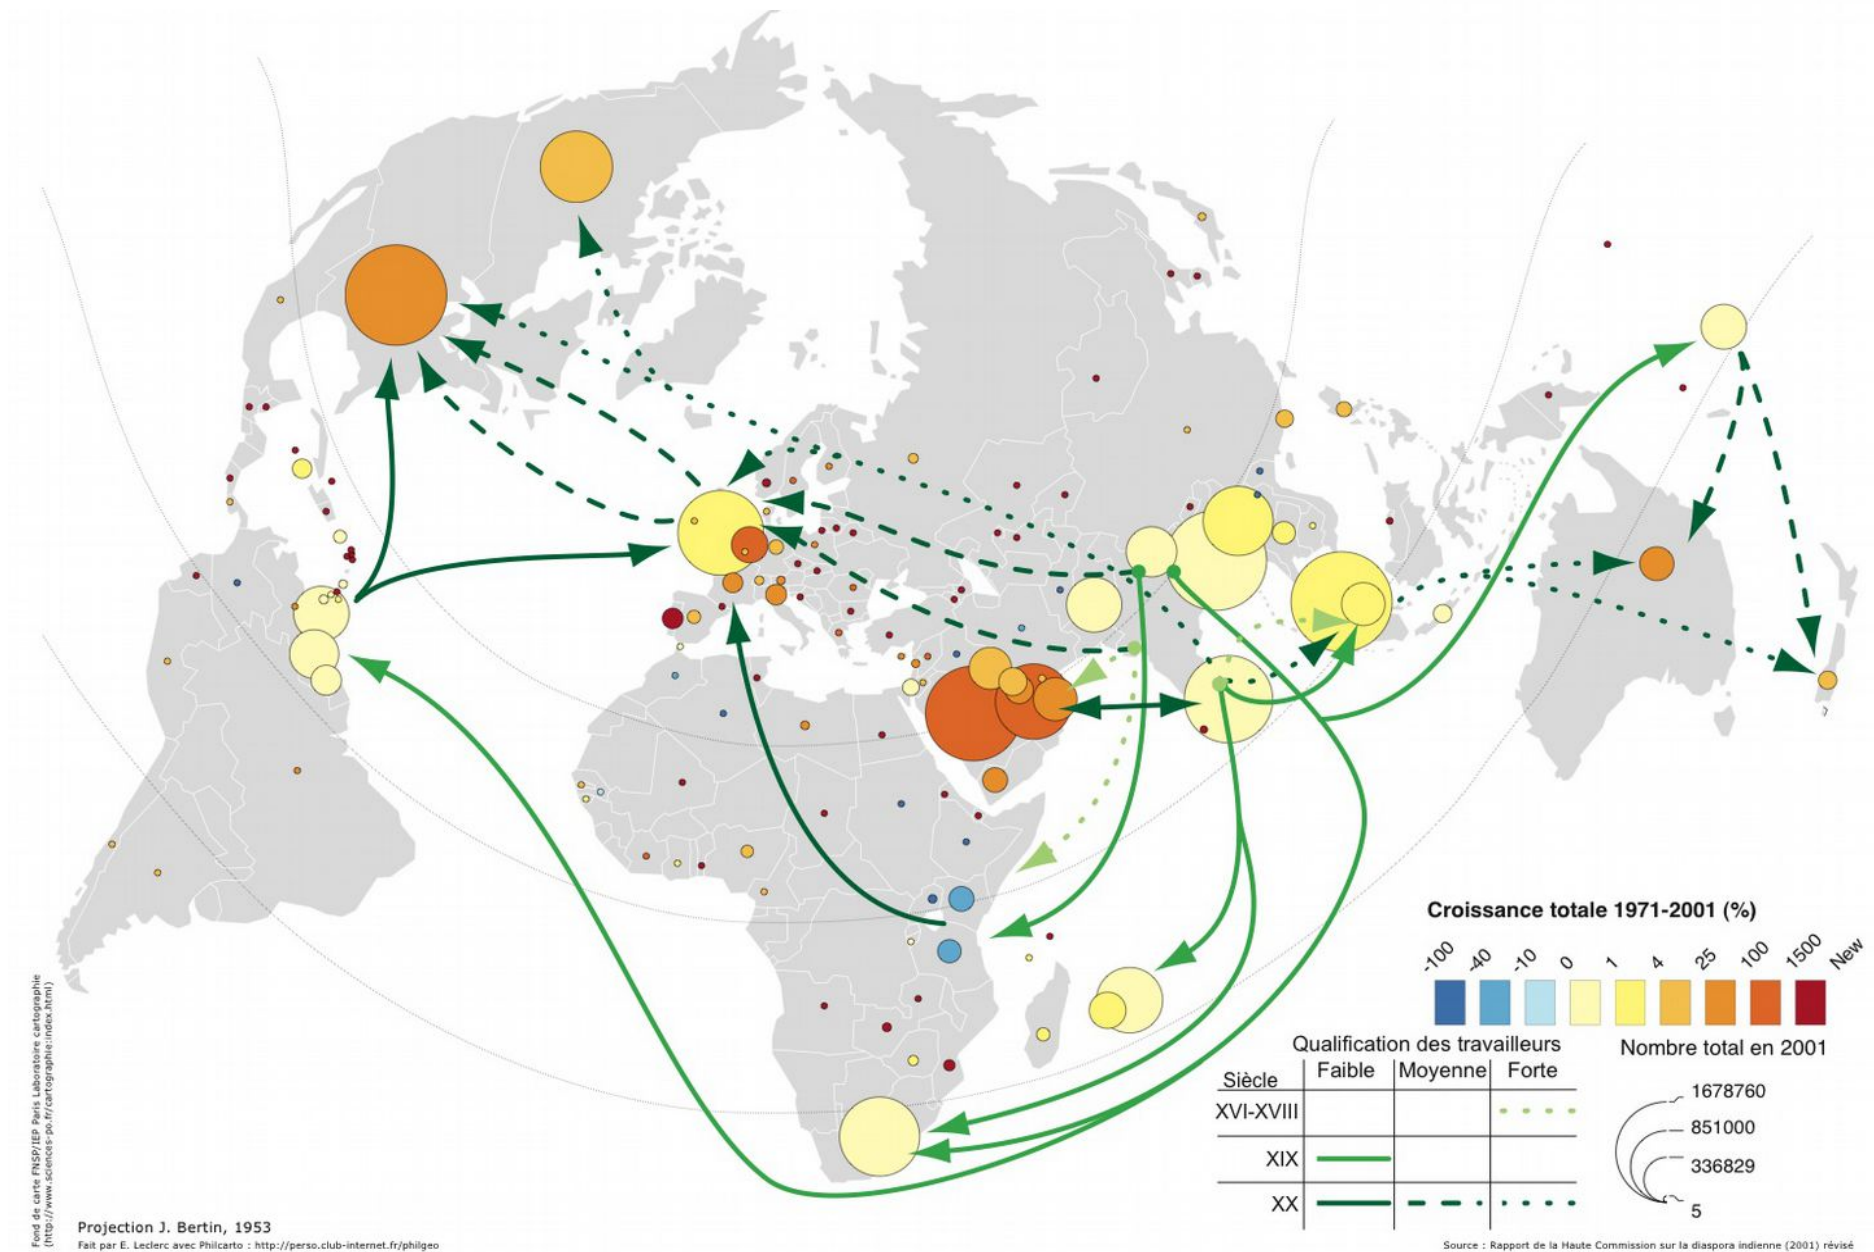 Croissance totale 1971-2001 (%)
-100
-40
-10
0
1
4
25
100
1500
New
Qualification des travailleurs
Siècle
Faible
Moyenne
Forte
XVI-XVIII
XIX
XX
Nombre total en 2001
1678760
851000
336829
5
Fond de carte FNSP/IEP Paris Laboratoire cartographie
(http://www.sciences-po.fr/cartographie:index.html)
Projection J. Bertin, 1953
Fait par E. Leclerc avec Philcarto : http://perso.club-internet.fr/philgeo
Source : Rapport de la Haute Commission sur la diaspora indienne (2001) révisé